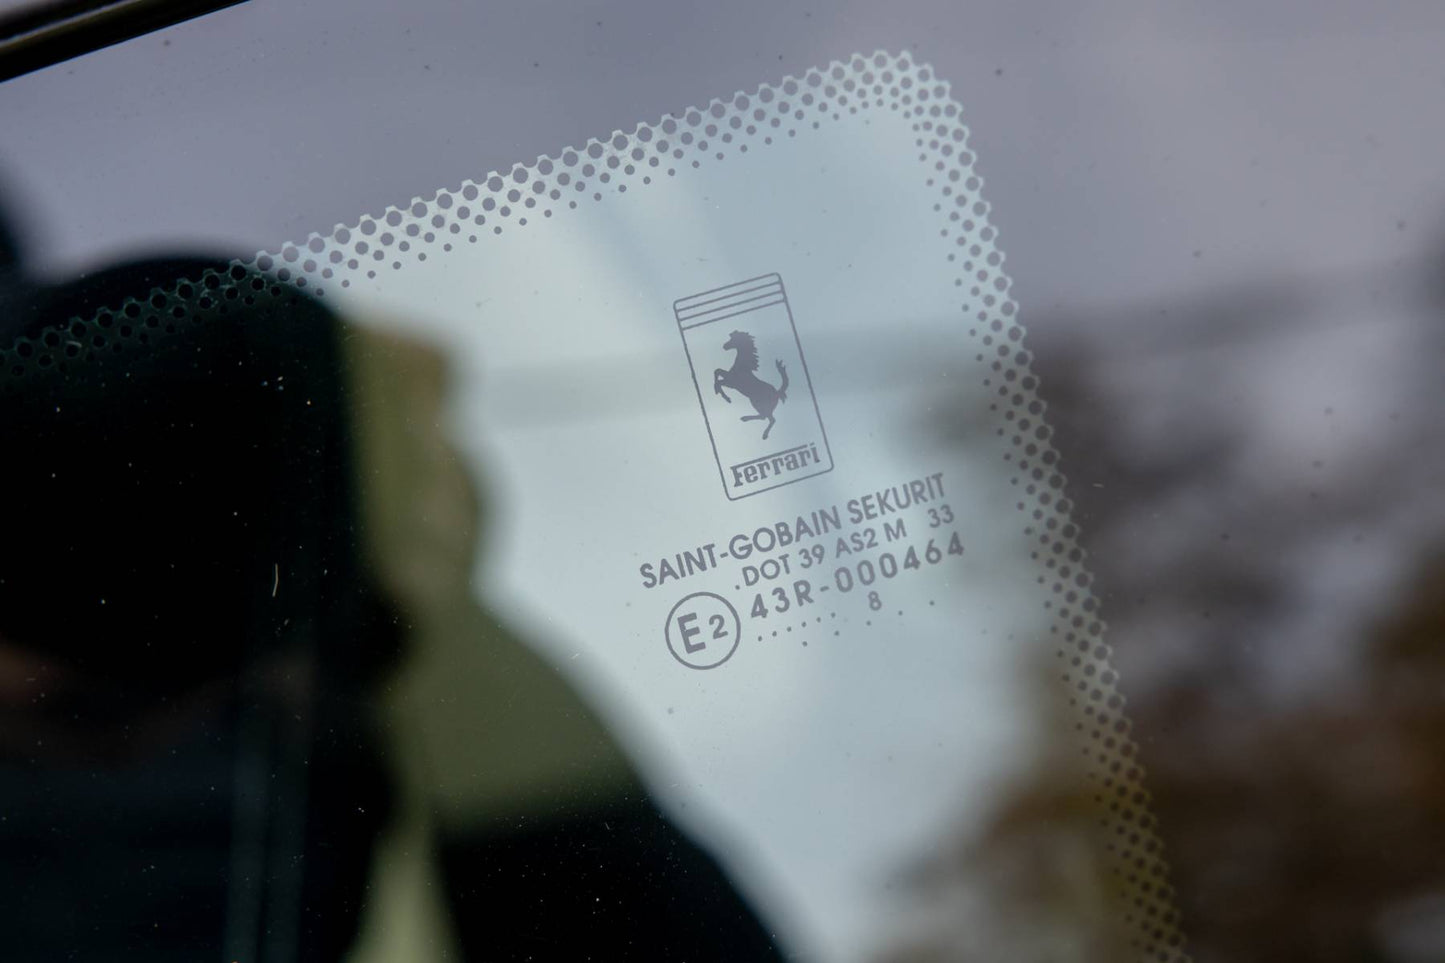 Ferrari
SAINT-GOBAIN SEKURIT
.DOT 39 AS2 M 33
43R-000464
E2
...... 8 . .
. .